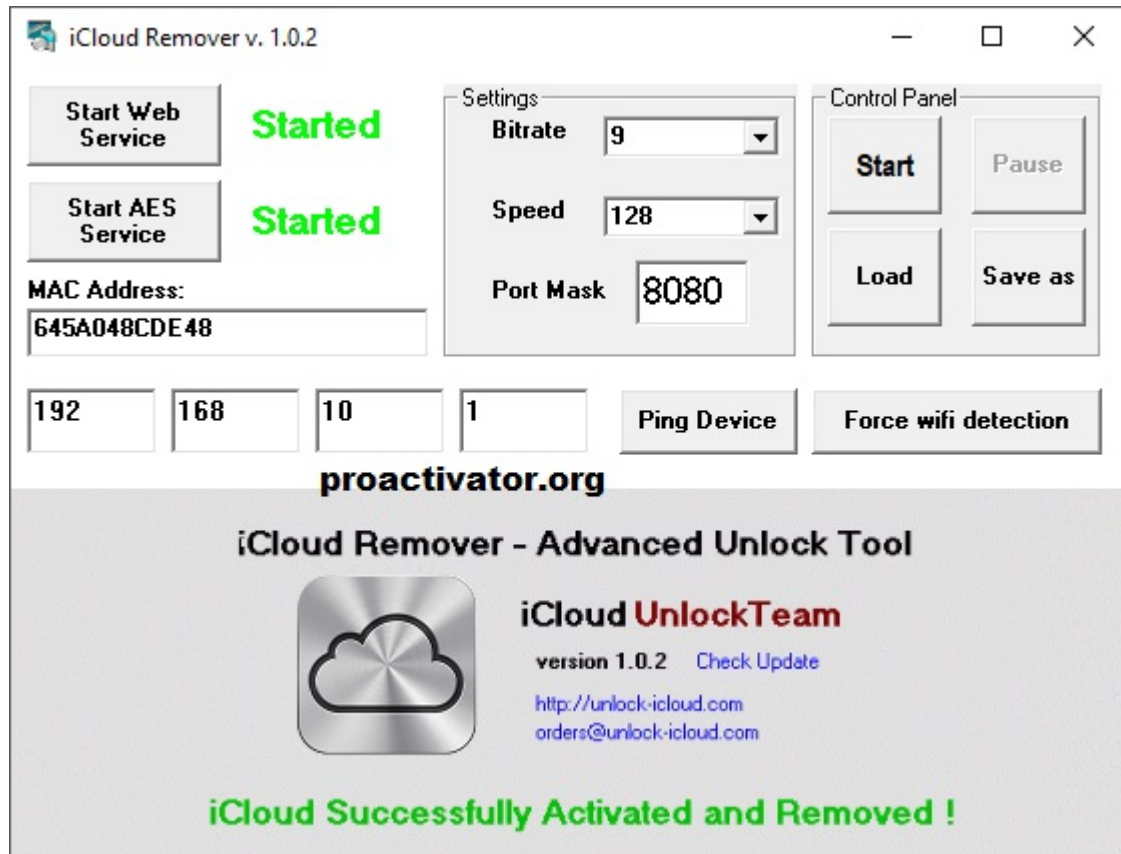 iCloud Remover v. 1.0.2
Start Web
Service
Started
Start AES
Service
Started
MAC Address:
645A048CDE48
Settings
Bitrate
9
Speed
128
Port Mask
8080
Control Panel
Start
Pause
Load
Save as
192
168
10
1
Ping Device
Force wifi detection
proactivator.org
iCloud Remover - Advanced Unlock Tool
iCloud UnlockTeam
version 1.0.2 Check Update
http://unlock-icloud.com
orders@unlock-icloud.com
iCloud Successfully Activated and Removed !